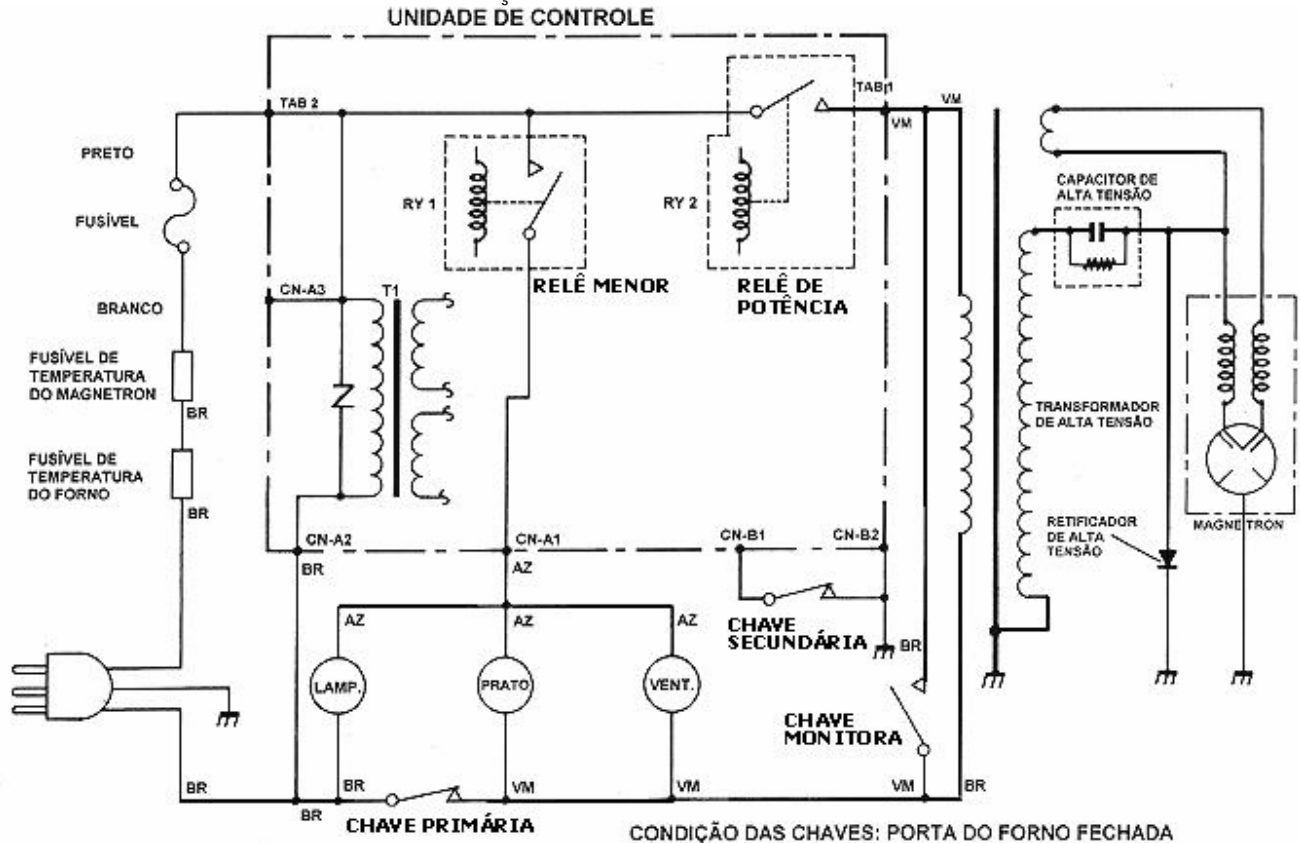 UNIDADE DE CONTROLE
TAB 2
TAB 1
VM
VM
PRETO
FUSÍVEL
BRANCO
RY 1
RY 2
RELÊ MENOR
RELÊ DE
POTÊNCIA
CAPACITOR DE
ALTA TENSÃO
CN-A3
T1
FUSÍVEL DE
TEMPERATURA
DO MAGNETRON
BR
FUSÍVEL DE
TEMPERATURA
DO FORNO
BR
TRANSFORMADOR
DE ALTA TENSÃO
MAGNETRON
RETIFICADOR
DE ALTA
TENSÃO
CN-A2
BR
CN-A1
AZ
CN-B1
CN-B2
CHAVE
SECUNDÁRIA
BR
AZ
AZ
AZ
LAMP.
PRATO
VENT.
CHAVE
MONITORA
BR
BR
BR
VM
VM
VM
BR
CHAVE PRIMÁRIA
CONDIÇÃO DAS CHAVES: PORTA DO FORNO FECHADA